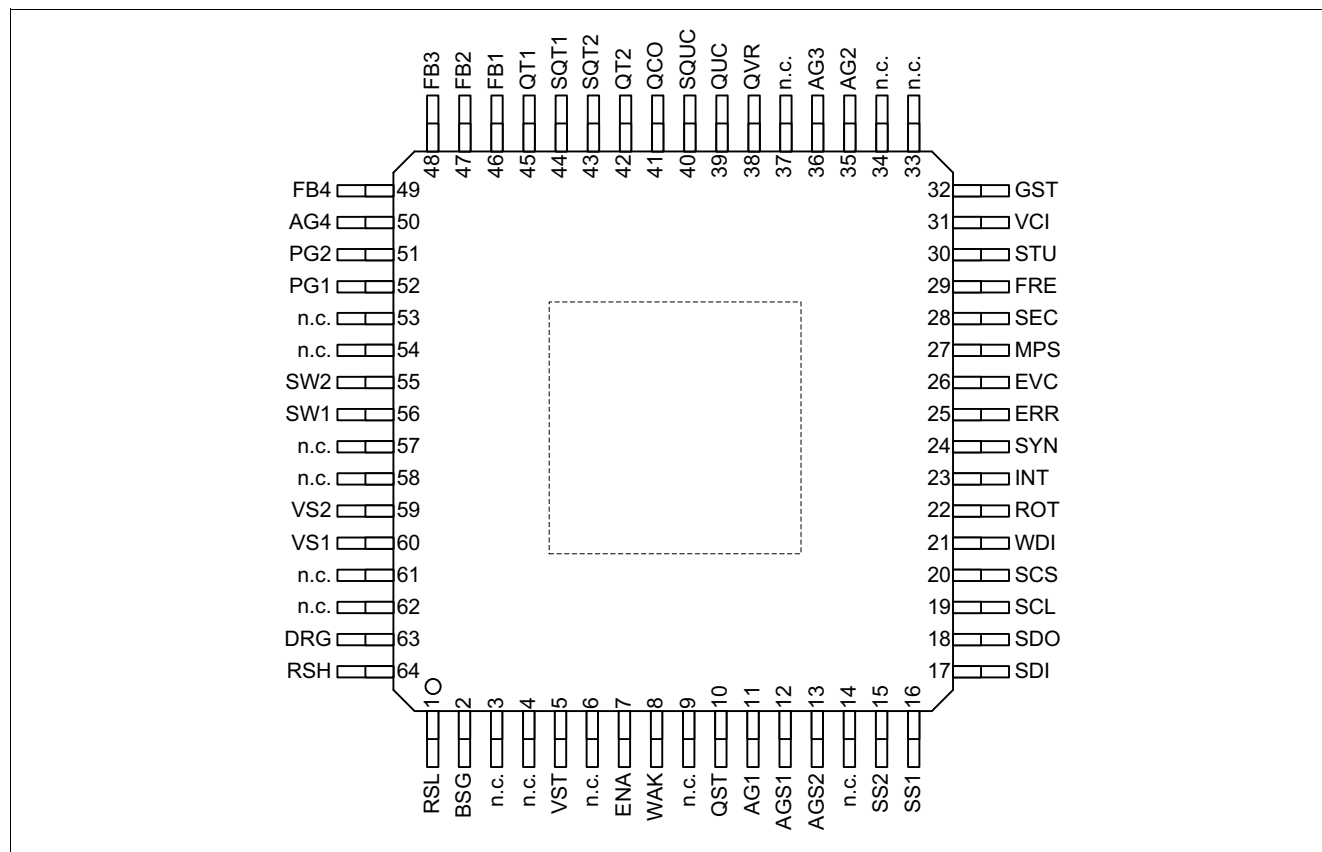 FB3
FB2
FB1
QT1
SQT1
SQT2
QT2
QCO
SQUC
QUC
QVR
n.c.
AG3
AG2
n.c.
n.c.
48
47
46
45
44
43
42
41
40
39
38
37
36
35
34
33
FB4 49
AG4 50
PG2 51
PG1 52
n.c. 53
n.c. 54
SW2 55
SW1 56
n.c. 57
n.c. 58
VS2 59
VS1 60
n.c. 61
n.c. 62
DRG 63
RSH 64
32 GST
31 VCI
30 STU
29 FRE
28 SEC
27 MPS
26 EVC
25 ERR
24 SYN
23 INT
22 ROT
21 WDI
20 SCS
19 SCL
18 SDO
17 SDI
1
2
3
4
5
6
7
8
9
10
11
12
13
14
15
16
RSL
BSG
n.c.
n.c.
VST
n.c.
ENA
WAK
n.c.
QST
AG1
AGS1
AGS2
n.c.
SS2
SS1